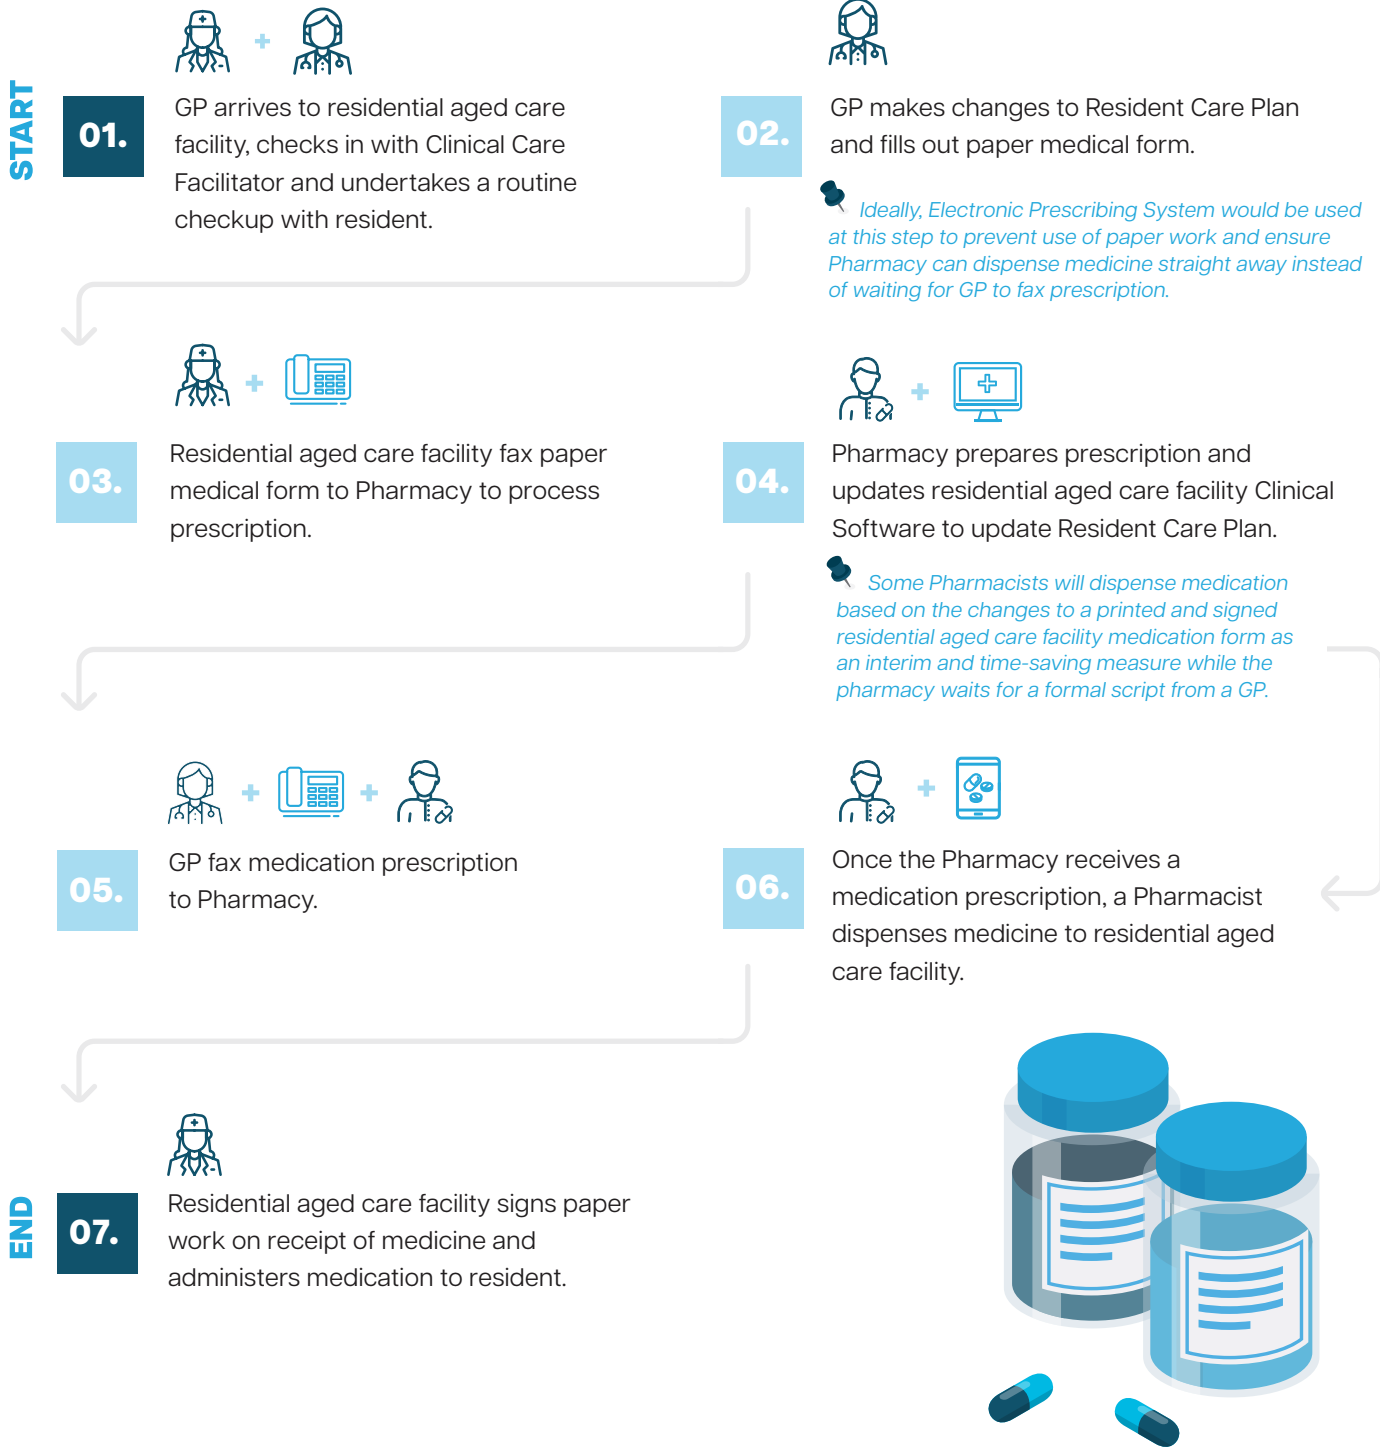 START
01.
GP arrives to residential aged care
facility, checks in with Clinical Care
Facilitator and undertakes a routine
checkup with resident.
02.
GP makes changes to Resident Care Plan
and fills out paper medical form.
Ideally, Electronic Prescribing System would be used
at this step to prevent use of paper work and ensure
Pharmacy can dispense medicine straight away instead
of waiting for GP to fax prescription.
03.
Residential aged care facility fax paper
medical form to Pharmacy to process
prescription.
04.
Pharmacy prepares prescription and
updates residential aged care facility Clinical
Software to update Resident Care Plan.
Some Pharmacists will dispense medication
based on the changes to a printed and signed
residential aged care facility medication form as
an interim and time-saving measure while the
pharmacy waits for a formal script from a GP.
05.
GP fax medication prescription
to Pharmacy.
06.
Once the Pharmacy receives a
medication prescription, a Pharmacist
dispenses medicine to residential aged
care facility.
END
07.
Residential aged care facility signs paper
work on receipt of medicine and
administers medication to resident.